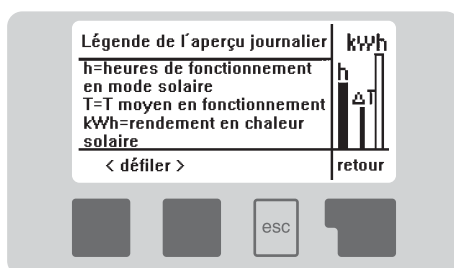 Légende de l´aperçu journalier
kWh
h=heures de fonctionnement
en mode solaire
T=T moyen en fonctionnement
kWh=rendement en chaleur
solaire
h
ΔT
< défiler >
retour
esc